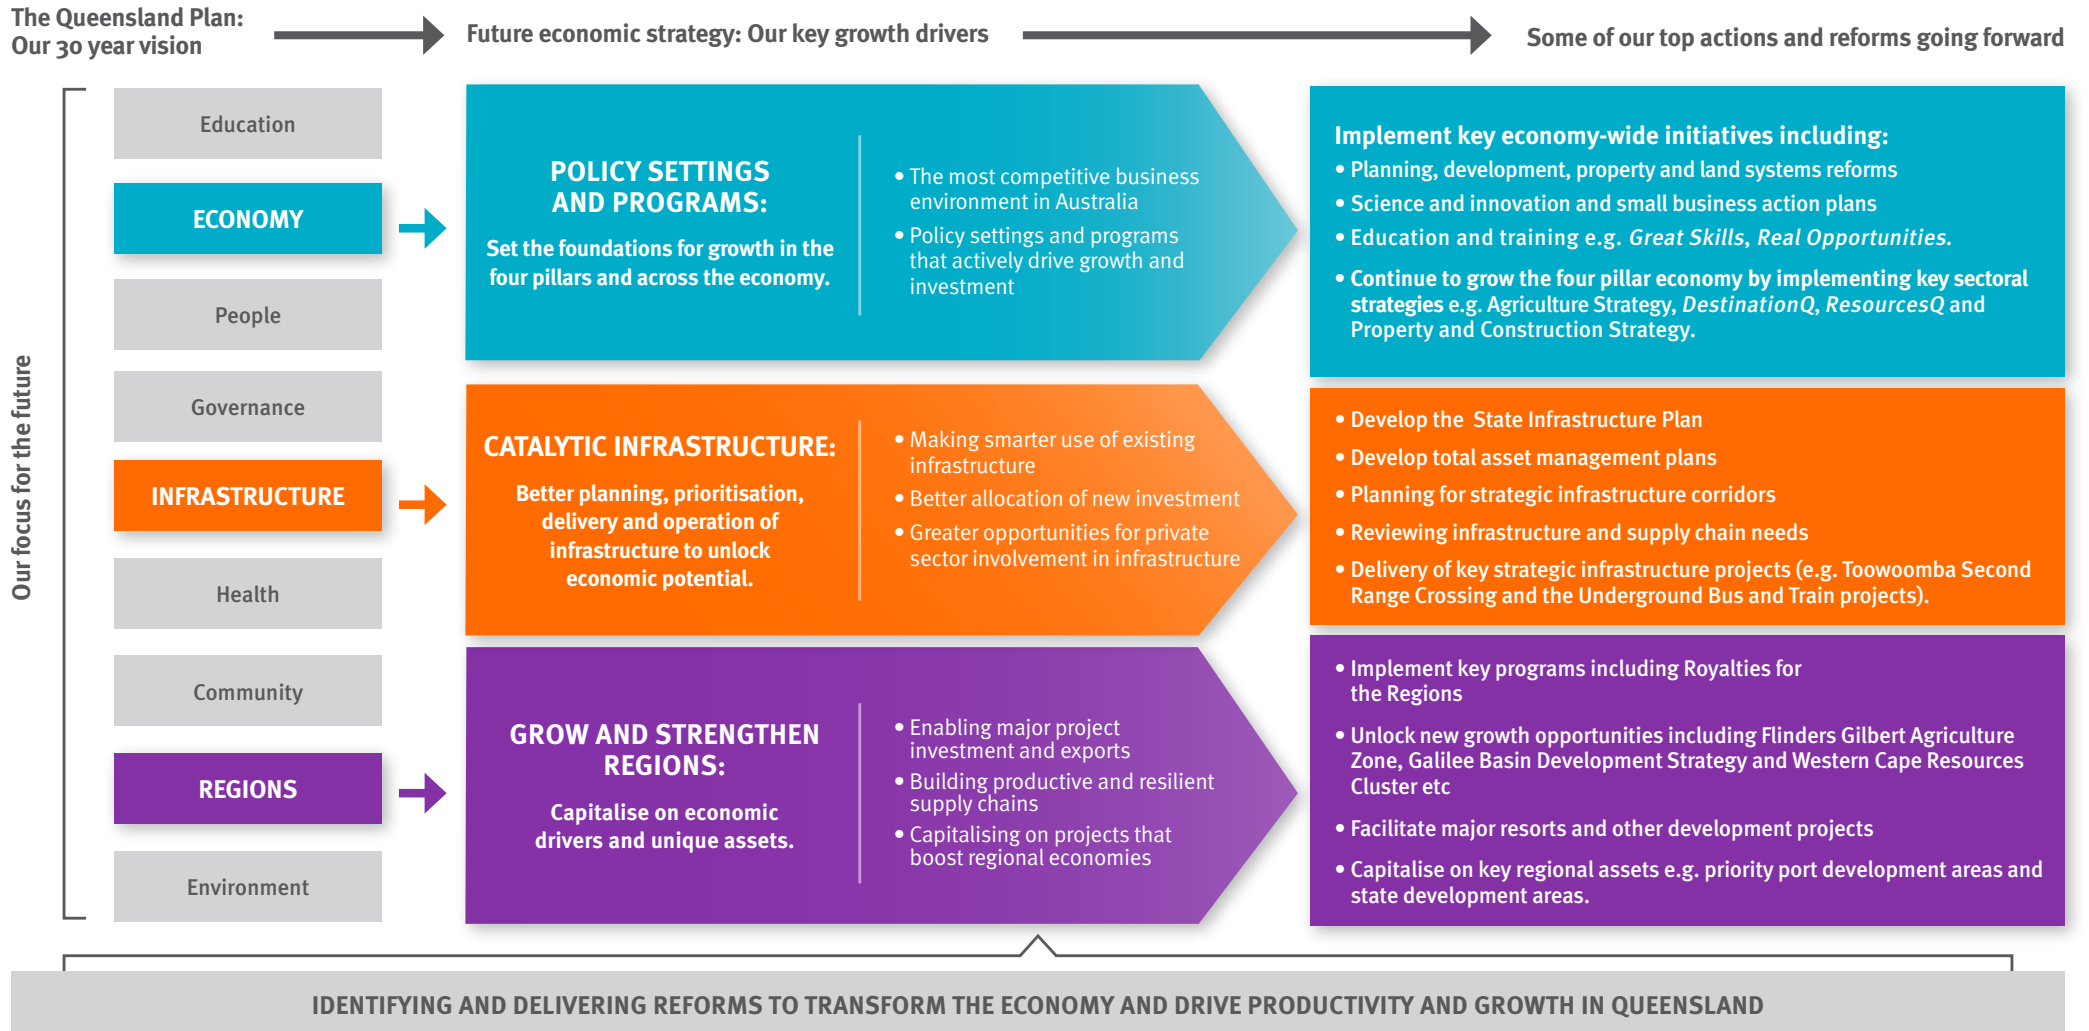 The Queensland Plan:
Our 30 year vision
Future economic strategy: Our key growth drivers
Some of our top actions and reforms going forward
Our focus for the future
Education
ECONOMY
People
Governance
INFRASTRUCTURE
Health
Community
REGIONS
Environment
POLICY SETTINGS
AND PROGRAMS:
Set the foundations for growth in the
four pillars and across the economy.
• The most competitive business
environment in Australia
• Policy settings and programs
that actively drive growth and
investment
Implement key economy-wide initiatives including:
• Planning, development, property and land systems reforms
• Science and innovation and small business action plans
• Education and training e.g. Great Skills, Real Opportunities.
• Continue to grow the four pillar economy by implementing key sectoral
strategies e.g. Agriculture Strategy, DestinationQ, ResourcesQ and
Property and Construction Strategy.
CATALYTIC INFRASTRUCTURE:
Better planning, prioritisation,
delivery and operation of
infrastructure to unlock
economic potential.
• Making smarter use of existing
infrastructure
• Better allocation of new investment
• Greater opportunities for private
sector involvement in infrastructure
• Develop the State Infrastructure Plan
• Develop total asset management plans
• Planning for strategic infrastructure corridors
• Reviewing infrastructure and supply chain needs
• Delivery of key strategic infrastructure projects (e.g. Toowoomba Second
Range Crossing and the Underground Bus and Train projects).
GROW AND STRENGTHEN
REGIONS:
Capitalise on economic
drivers and unique assets.
• Enabling major project
investment and exports
• Building productive and resilient
supply chains
• Capitalising on projects that
boost regional economies
• Implement key programs including Royalties for
the Regions
• Unlock new growth opportunities including Flinders Gilbert Agriculture
Zone, Galilee Basin Development Strategy and Western Cape Resources
Cluster etc
• Facilitate major resorts and other development projects
• Capitalise on key regional assets e.g. priority port development areas and
state development areas.
IDENTIFYING AND DELIVERING REFORMS TO TRANSFORM THE ECONOMY AND DRIVE PRODUCTIVITY AND GROWTH IN QUEENSLAND